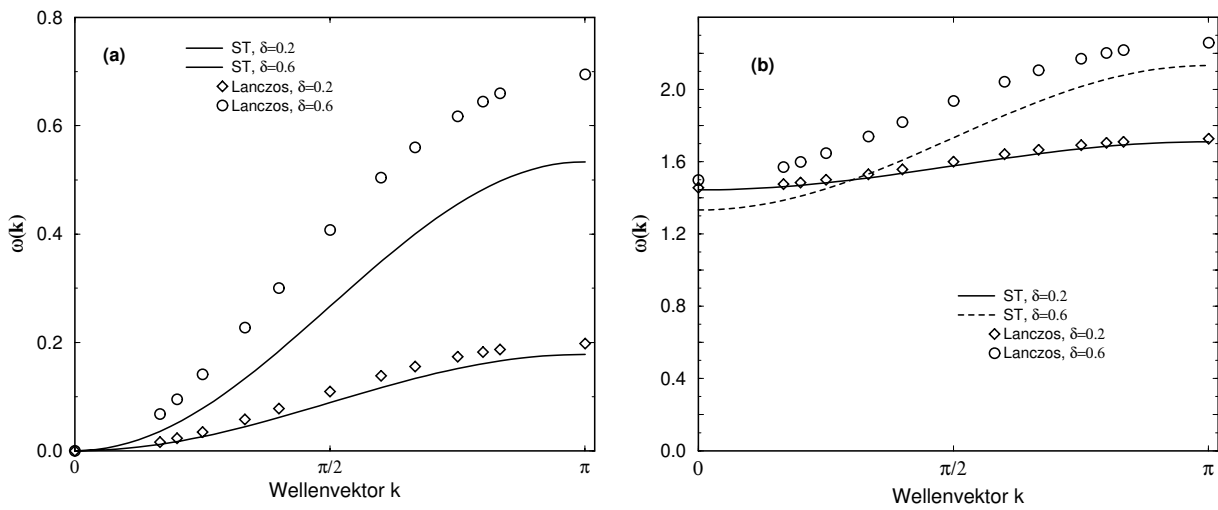 0.8
0.6
0.4
0.2
0.0
ω(k)
(a)
ST, δ=0.2
ST, δ=0.6
Lanczos, δ=0.2
Lanczos, δ=0.6
0
π/2
π
Wellenvektor k
2.0
1.6
1.2
0.8
0.4
0.0
ω(k)
(b)
ST, δ=0.2
ST, δ=0.6
Lanczos, δ=0.2
Lanczos, δ=0.6
0
π/2
π
Wellenvektor k